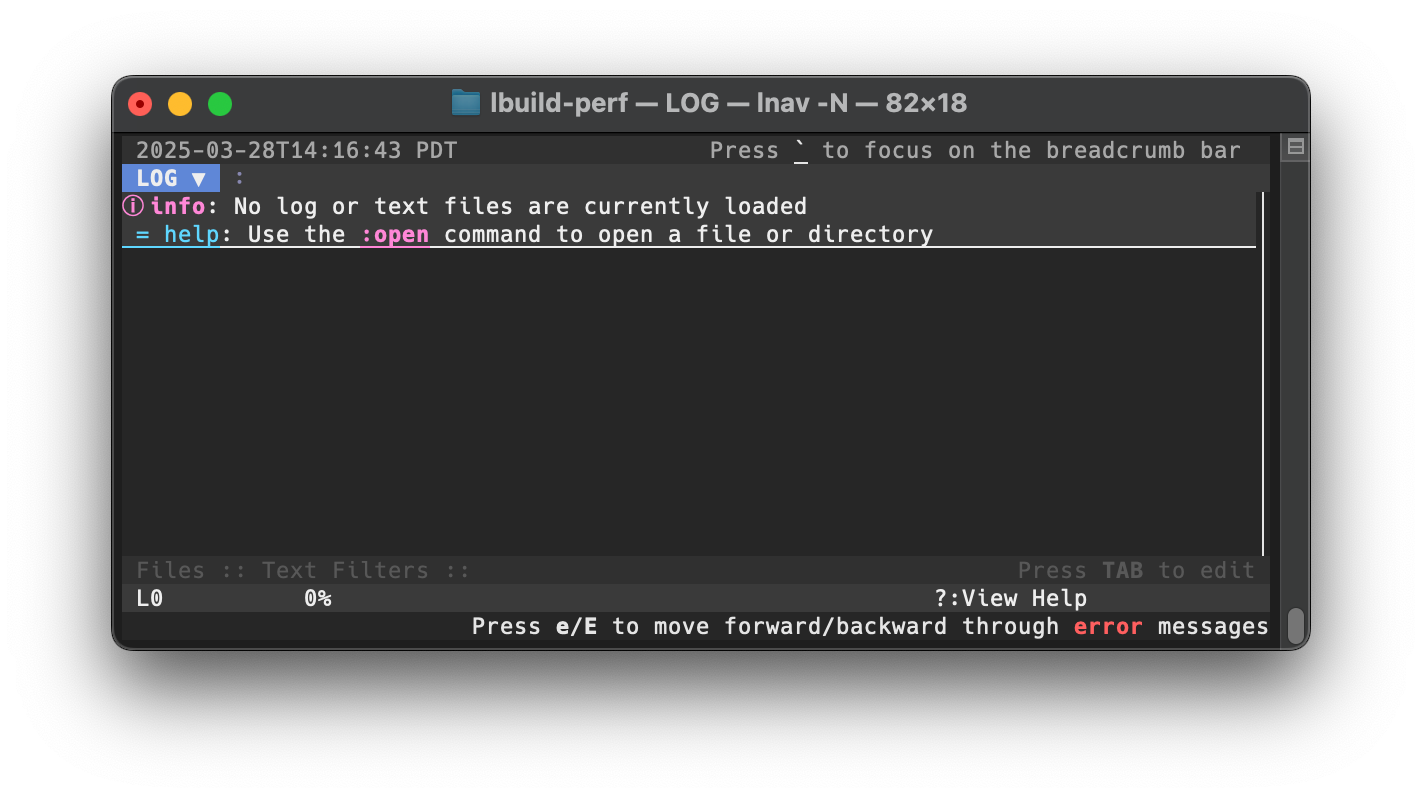 lbuild-perf — LOG — lnav -N — 82×18
2025-03-28T14:16:43 PDT Press ` to focus on the breadcrumb bar
LOG ▼ :
ⓘ info: No log or text files are currently loaded
= help: Use the :open command to open a file or directory
Files :: Text Filters :: Press TAB to edit
L0 0% ?:View Help
Press e/E to move forward/backward through error messages